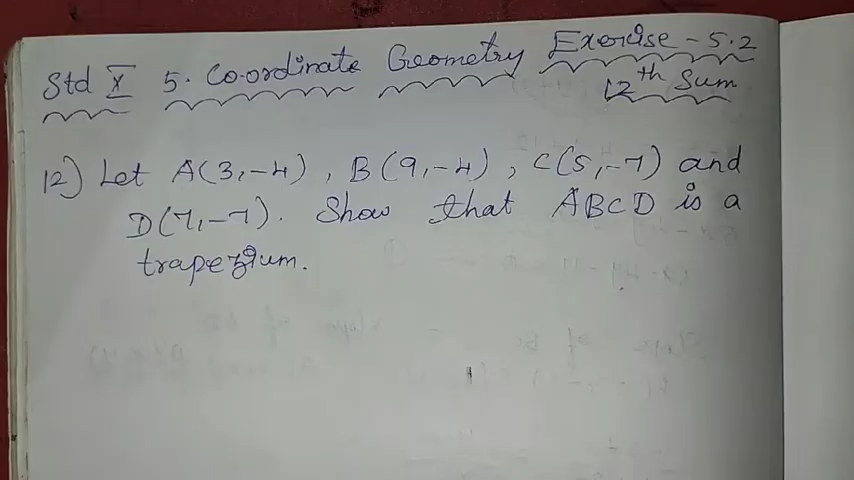 Std X 5. Co-ordinate Geometry Exercise - 5.2
12th Sum
12) Let A(3,-4), B(9,-4), C(5,-7) and
D(7,-7). Show that ABCD is a
trapezium.